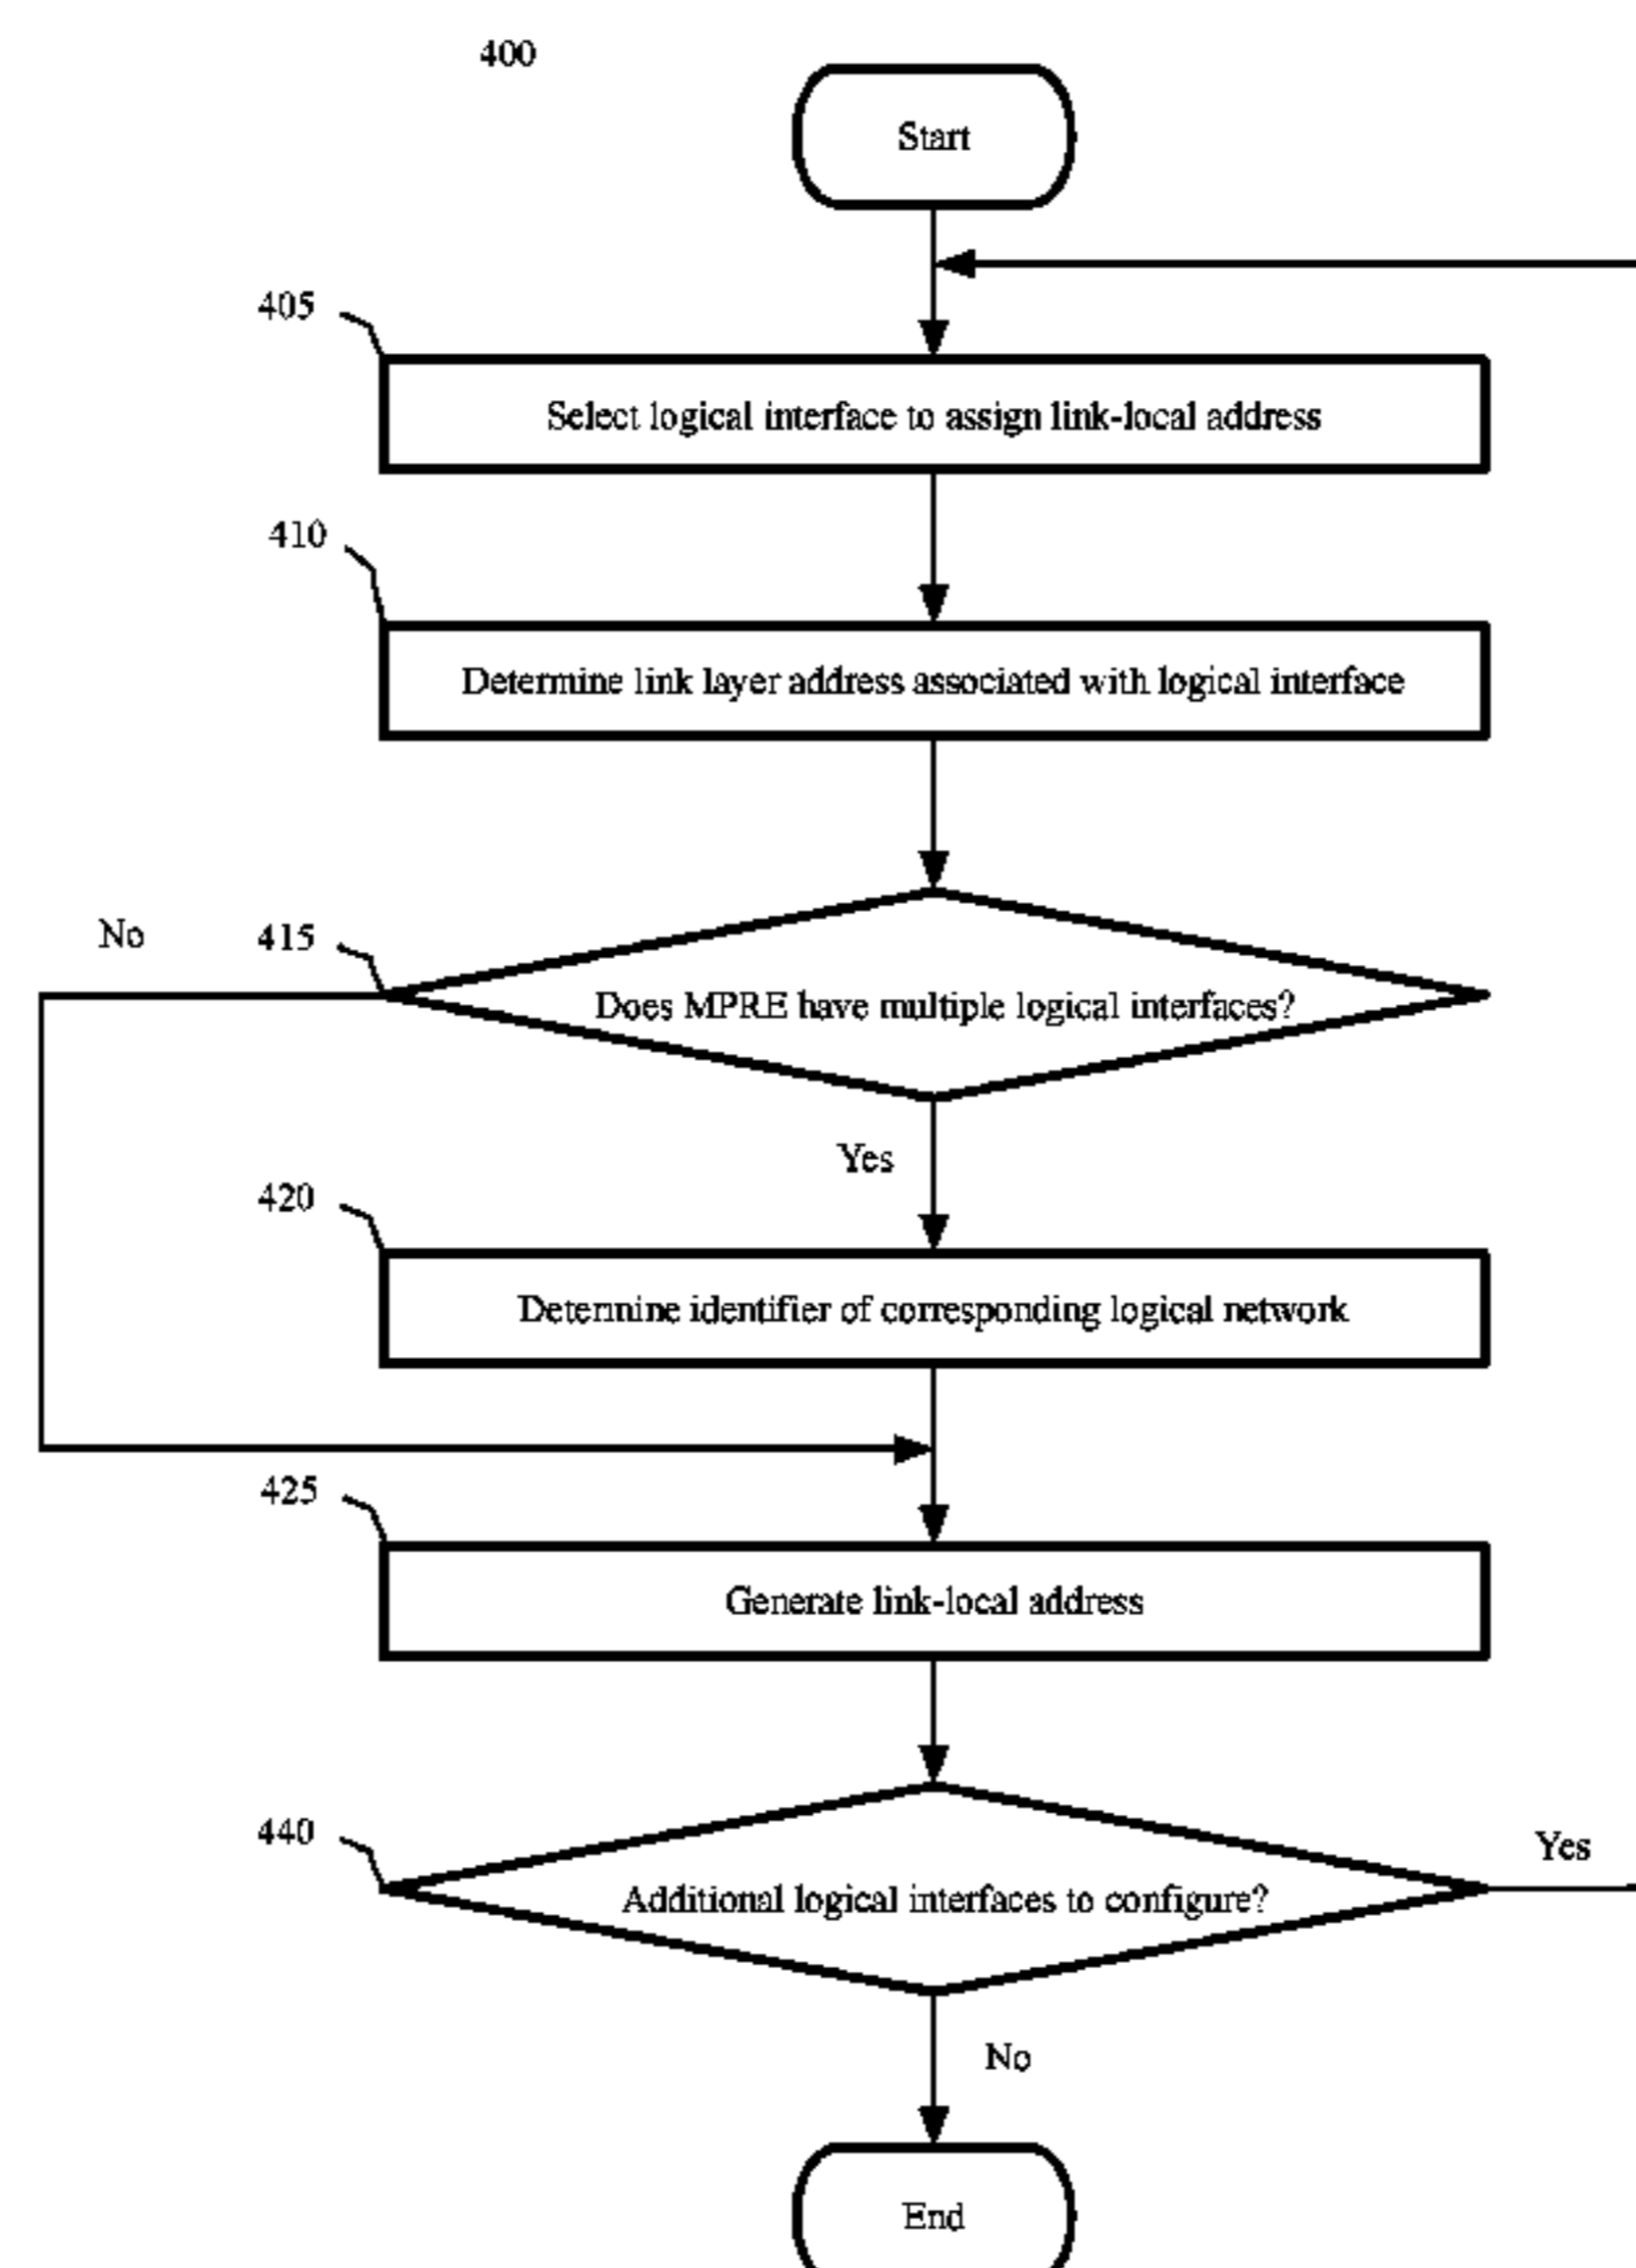 400
Start
405
Select logical interface to assign link-local address
410
Determine link layer address associated with logical interface
No
415
Does MPRE have multiple logical interfaces?
Yes
420
Determine identifier of corresponding logical network
425
Generate link-local address
440
Yes
Additional logical interfaces to configure?
No
End